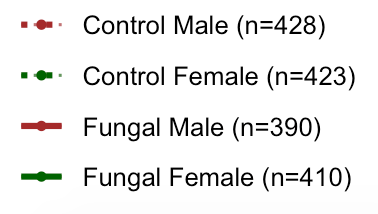 Control Male (n=428)
Control Female (n=423)
Fungal Male (n=390)
Fungal Female (n=410)